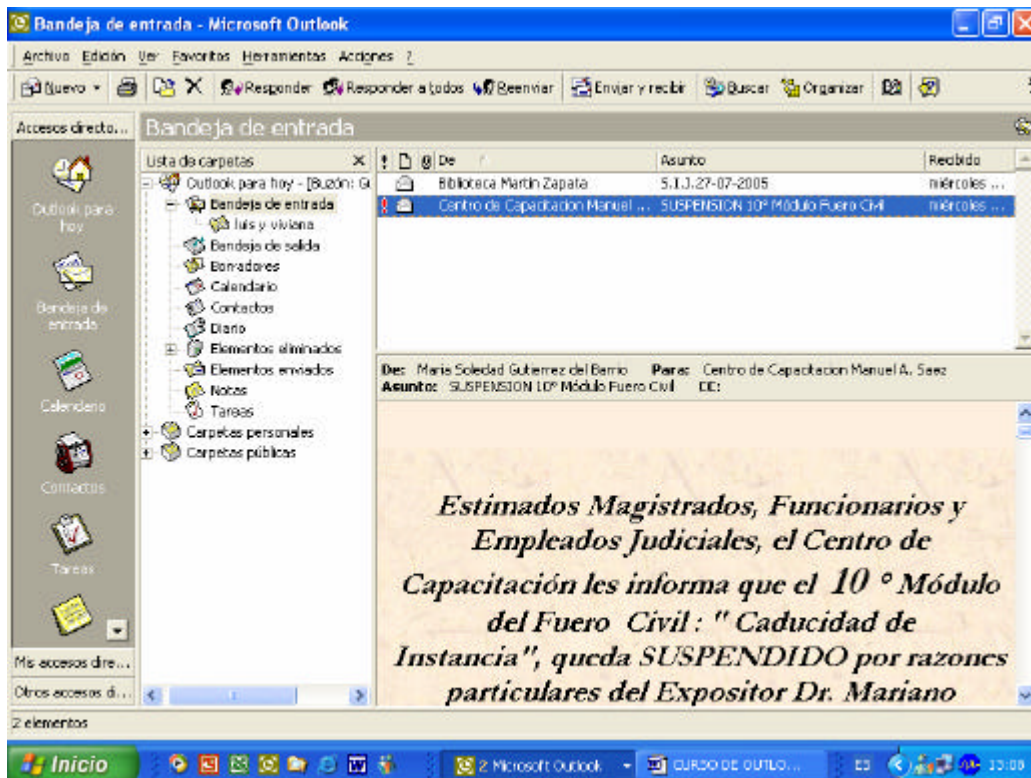 Bandeja de entrada - Microsoft Outlook
Archivo Edición Ver Favoritos Herramientas Acciones ?
Nuevo Responder Responder a todos Reenviar Enviar y recibir Buscar Organizar
Accesos directo... Bandeja de entrada
Outlook para hoy
Bandeja de entrada
Calendario
Contactos
Tareas
Mis accesos dire...
Otros accesos d...
Lista de carpetas
Outlook para hoy - [Buzón: Gu
Bandeja de entrada
luis y viviana
Bandeja de salida
Borradores
Calendario
Contactos
Diario
Elementos eliminados
Elementos enviados
Notas
Tareas
Carpetas personales
Carpetas públicas
De Asunto Recibido
Biblioteca Martin Zapata S.I.J.27-07-2005 miércoles ...
Centro de Capacitacion Manuel ... SUSPENSION 10º Módulo Fuero Civil miércoles ...
De: Maria Soledad Gutierrez del Barrio Para: Centro de Capacitacion Manuel A. Saez
Asunto: SUSPENSION 10º Módulo Fuero Civil CC:
Estimados Magistrados, Funcionarios y
Empleados Judiciales, el Centro de
Capacitación les informa que el 10 º Módulo
del Fuero Civil : " Caducidad de
Instancia", queda SUSPENDIDO por razones
particulares del Expositor Dr. Mariano
2 elementos
Inicio 2 Microsoft Outlook CURSO DE OUTLO... ES 13:08